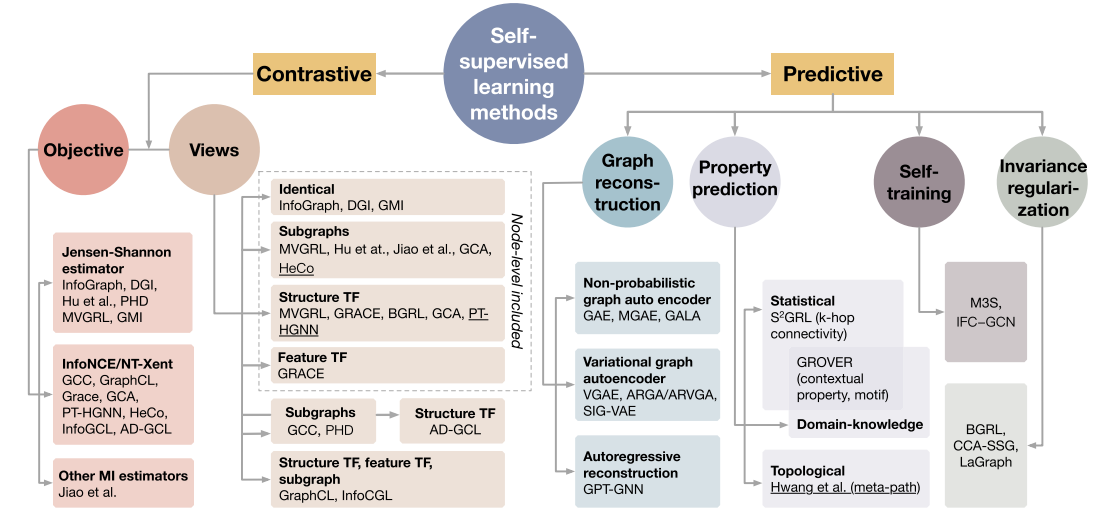 Self-
supervised
learning
methods
Contrastive
Predictive
Objective
Views
Jensen-Shannon
estimator
InfoGraph, DGI,
Hu et al., PHD
MVGRL, GMI
InfoNCE/NT-Xent
GCC, GraphCL,
Grace, GCA,
PT-HGNN, HeCo,
InfoGCL, AD-GCL
Other MI estimators
Jiao et al.
Identical
InfoGraph, DGI, GMI
Subgraphs
MVGRL, Hu et at., Jiao et al., GCA,
HeCo
Structure TF
MVGRL, GRACE, BGRL, GCA, PT-
HGNN
Feature TF
GRACE
Node-level included
Subgraphs
GCC, PHD
Structure TF
AD-GCL
Structure TF, feature TF,
subgraph
GraphCL, InfoCGL
Graph
recons-
truction
Property
prediction
Self-
training
Invariance
regulari-
zation
Non-probabilistic
graph auto encoder
GAE, MGAE, GALA
Variational graph
autoencoder
VGAE, ARGA/ARVGA,
SIG-VAE
Autoregressive
reconstruction
GPT-GNN
Statistical
S²GRL (k-hop
connectivity)
GROVER
(contextual
property, motif)
Domain-knowledge
Topological
Hwang et al. (meta-path)
M3S,
IFC–GCN
BGRL,
CCA-SSG,
LaGraph